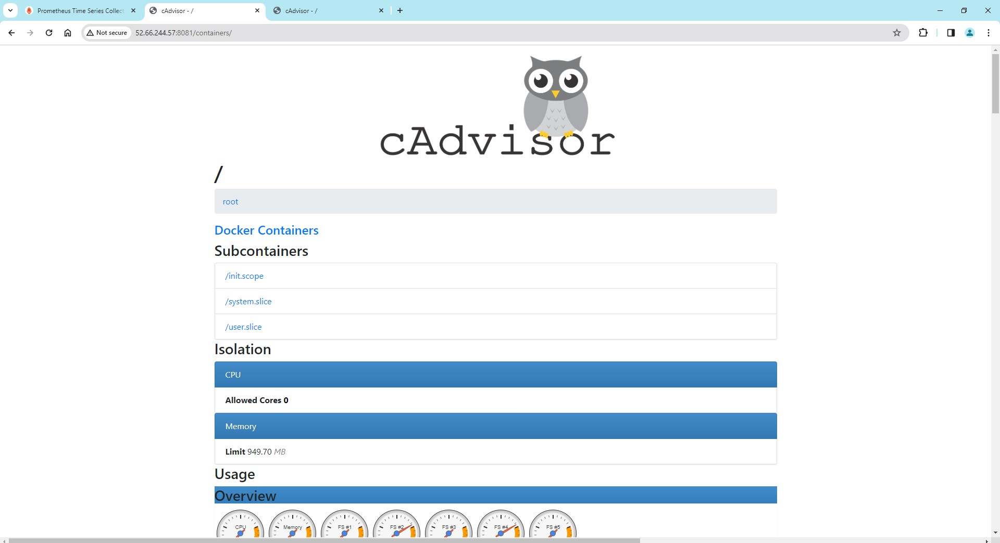 Prometheus Time Series Collect
cAdvisor - /
cAdvisor - /
Not secure
52.66.244.57:8081/containers/
cAdvisor
/
root
Docker Containers
Subcontainers
/init.scope
/system.slice
/user.slice
Isolation
CPU
Allowed Cores 0
Memory
Limit 949.70 MB
Usage
Overview
CPU
Memory
FS #1
FS #2
FS #3
FS #4
FS #5